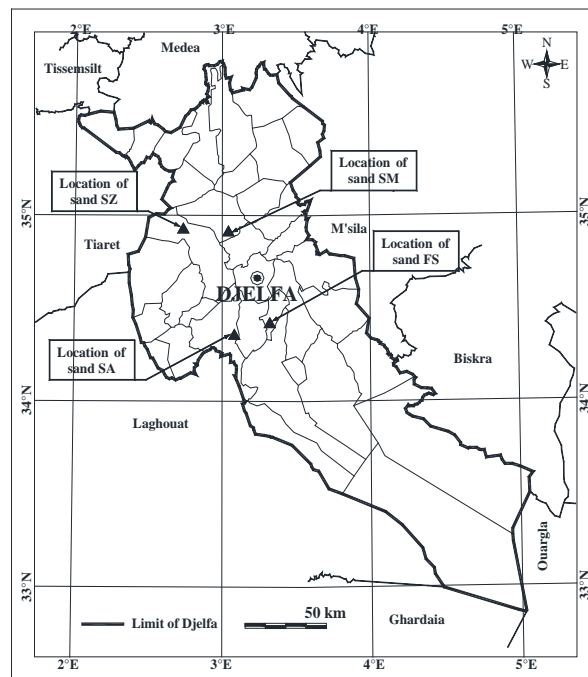 2°E
3°E
4°E
5°E
Medea
N
Tissemsilt
W
E
S
Location of
sand SM
Location of
sand SZ
35°N
35°N
M'sila
Tiaret
Location of
sand FS
DJELFA
Location of
sand SA
Biskra
34°N
34°N
Laghouat
Ouargla
33°N
33°N
50 km
Limit of Djelfa
Ghardaia
2°E
3°E
4°E
5°E